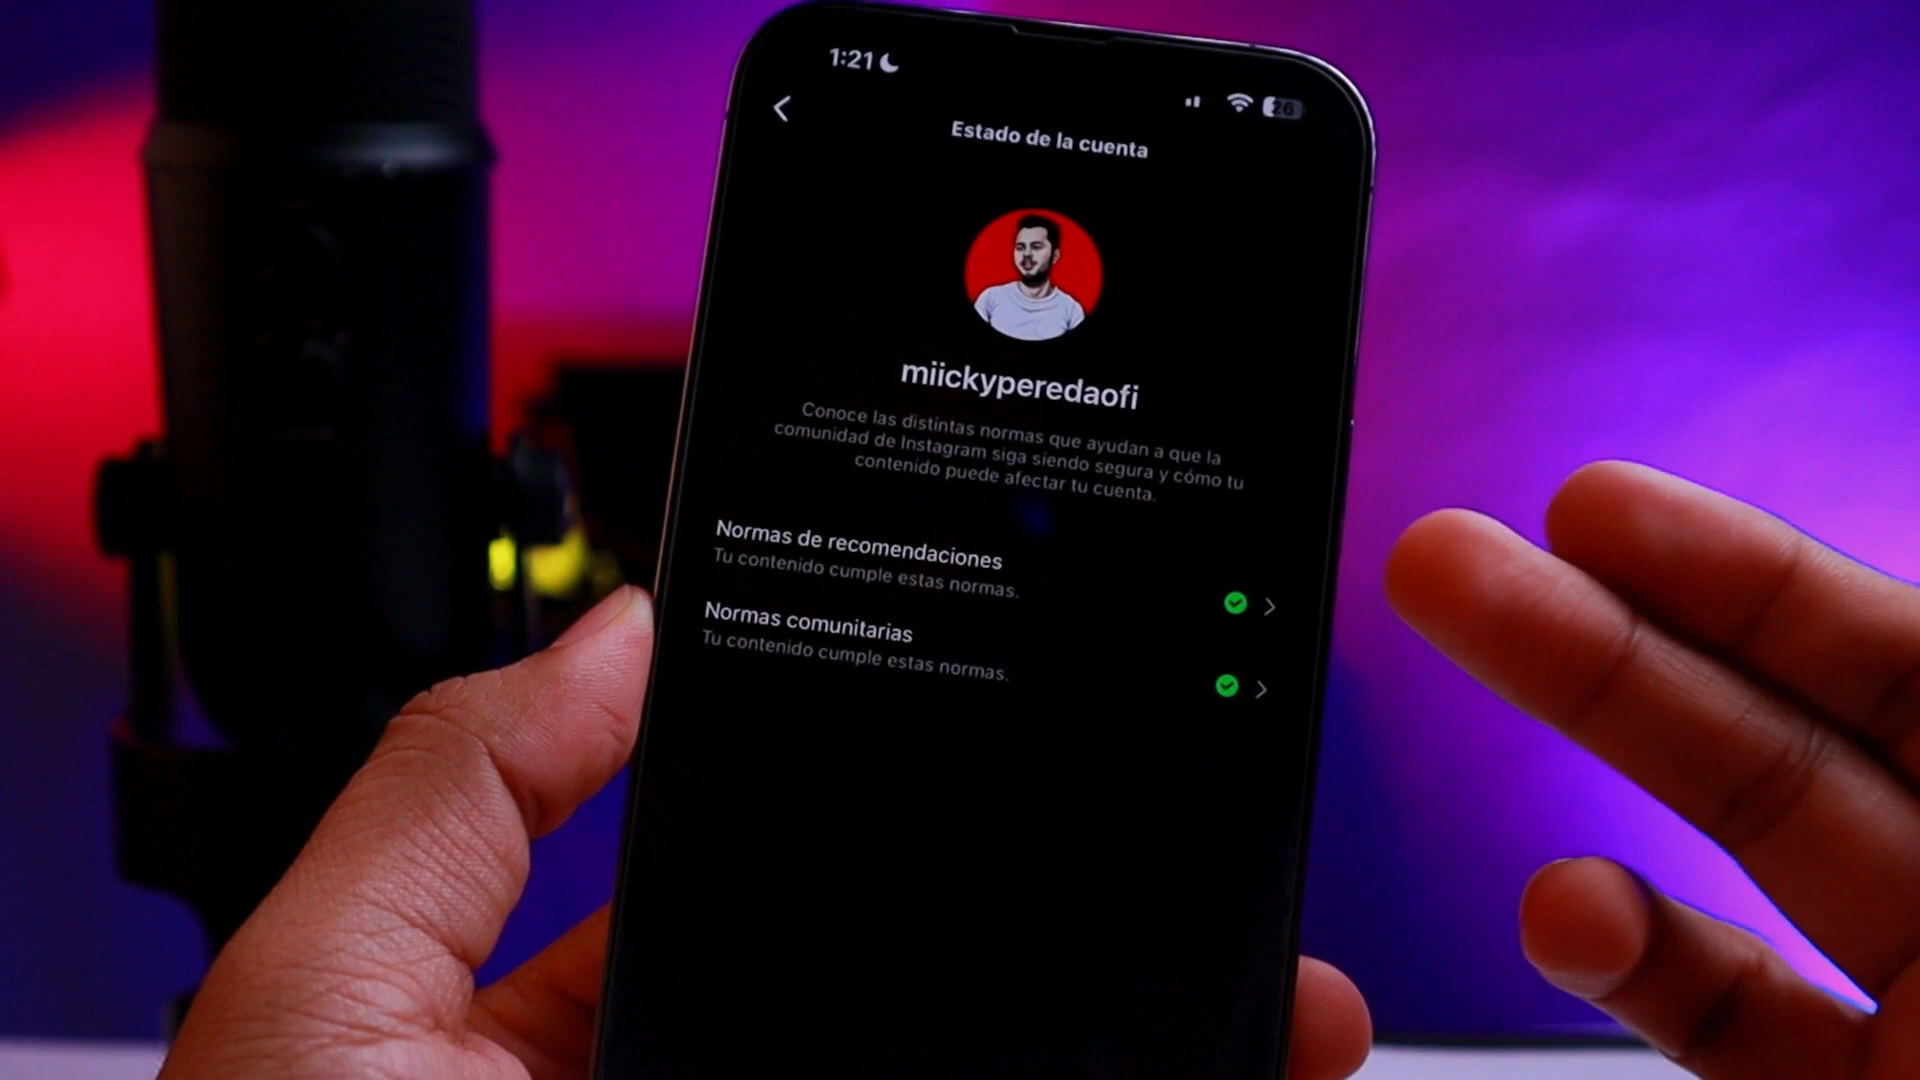 1:21
26
Estado de la cuenta
miickyperedaofi
Conoce las distintas normas que ayudan a que la
comunidad de Instagram siga siendo segura y cómo tu
contenido puede afectar tu cuenta.
Normas de recomendaciones
Tu contenido cumple estas normas.
Normas comunitarias
Tu contenido cumple estas normas.